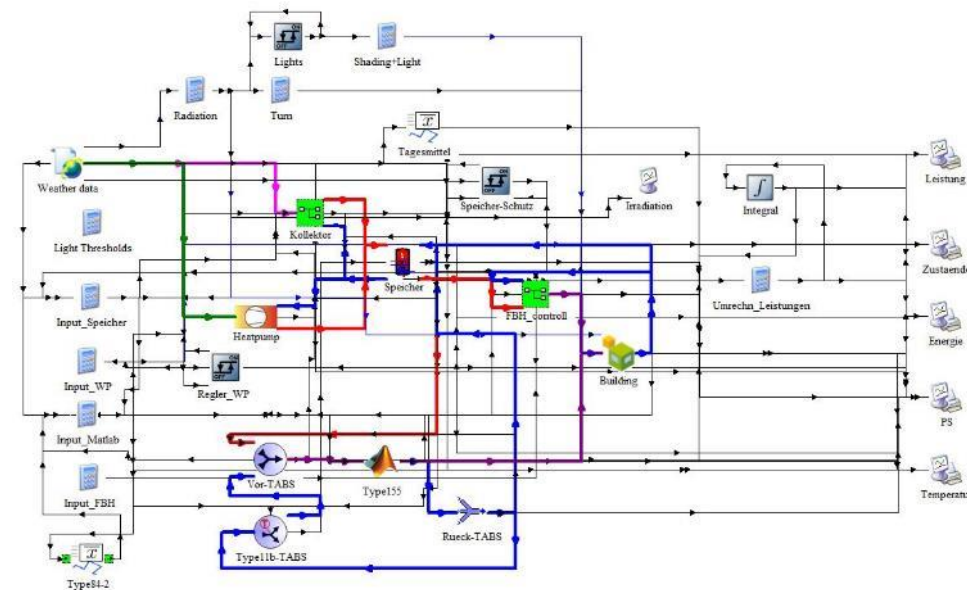 Lights
Shading+Light
Radiation
Turn
Tagesmittel
Leistung
Weather data
Speicher-Schutz
Irradiation
Integral
Light Thresholds
Kollektor
Zustaende
Speicher
Input_Speicher
FBH_controll
Umrechn_Leistungen
Heatpump
Energie
Input_WP
Regler_WP
Building
PS
Input_Matlab
Vor-TABS
Type155
Temperatur
Input_FBH
Type11b-TABS
Rueck-TABS
Type84-2